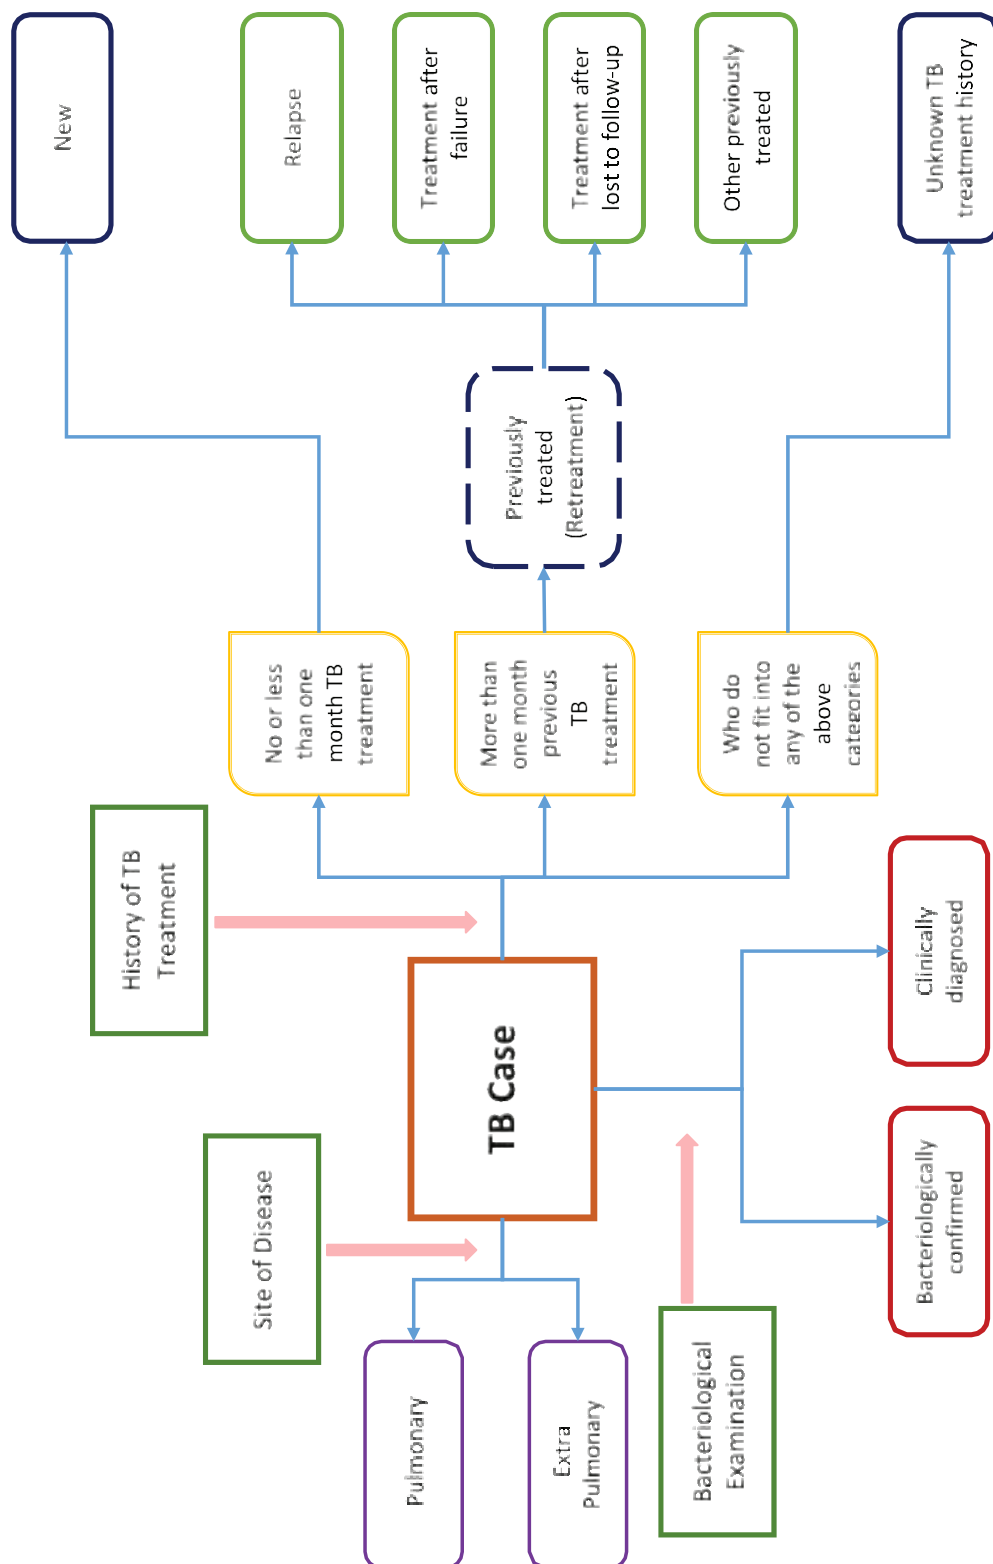 History of TB
Treatment
Site of Disease
Bacteriological
Examination
TB Case
Pulmonary
Extra
Pulmonary
Bacteriologically
confirmed
Clinically
diagnosed
No or less
than one
month TB
treatment
More than
one month
previous
TB
treatment
Who do
not fit into
any of the
above
categories
Previously
treated
(Retreatment)
New
Relapse
Treatment after
failure
Treatment after
lost to follow-up
Other previously
treated
Unknown TB
treatment history